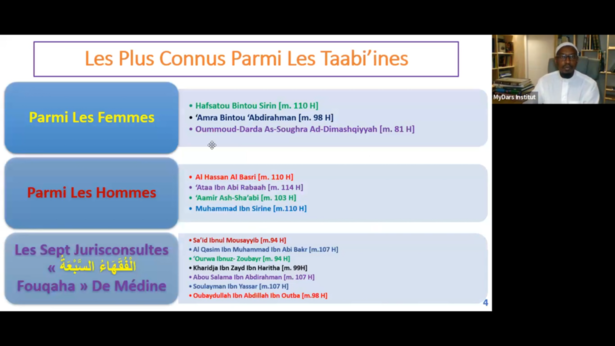 Les Plus Connus Parmi Les Taabi'ines
MyDars Institut
Parmi Les Femmes
• Hafsatou Bintou Sirin [m. 110 H]
• 'Amra Bintou 'Abdirahman [m. 98 H]
• Oummoud-Darda As-Soughra Ad-Dimashqiyyah [m. 81 H]
Parmi Les Hommes
• Al Hassan Al Basri [m. 110 H]
• 'Ataa Ibn Abi Rabaah [m. 114 H]
• 'Aamir Ash-Sha'abi [m. 103 H]
• Muhammad Ibn Sirine [m.110 H]
Les Sept Jurisconsultes
« الْفُقَهَاءُ السَّبْعَةُ
Fouqaha » De Médine
• Sa'id Ibnul Mousayyib [m.94 H]
• Al Qasim Ibn Muhammad Ibn Abi Bakr [m.107 H]
• 'Ourwa Ibnuz- Zoubayr [m. 94 H]
• Kharidja Ibn Zayd Ibn Haritha [m. 99H]
• Abou Salama Ibn Abdirahman [m. 107 H]
• Soulayman Ibn Yassar [m.107 H]
• Oubaydullah Ibn Abdillah Ibn Outba [m.98 H]
4